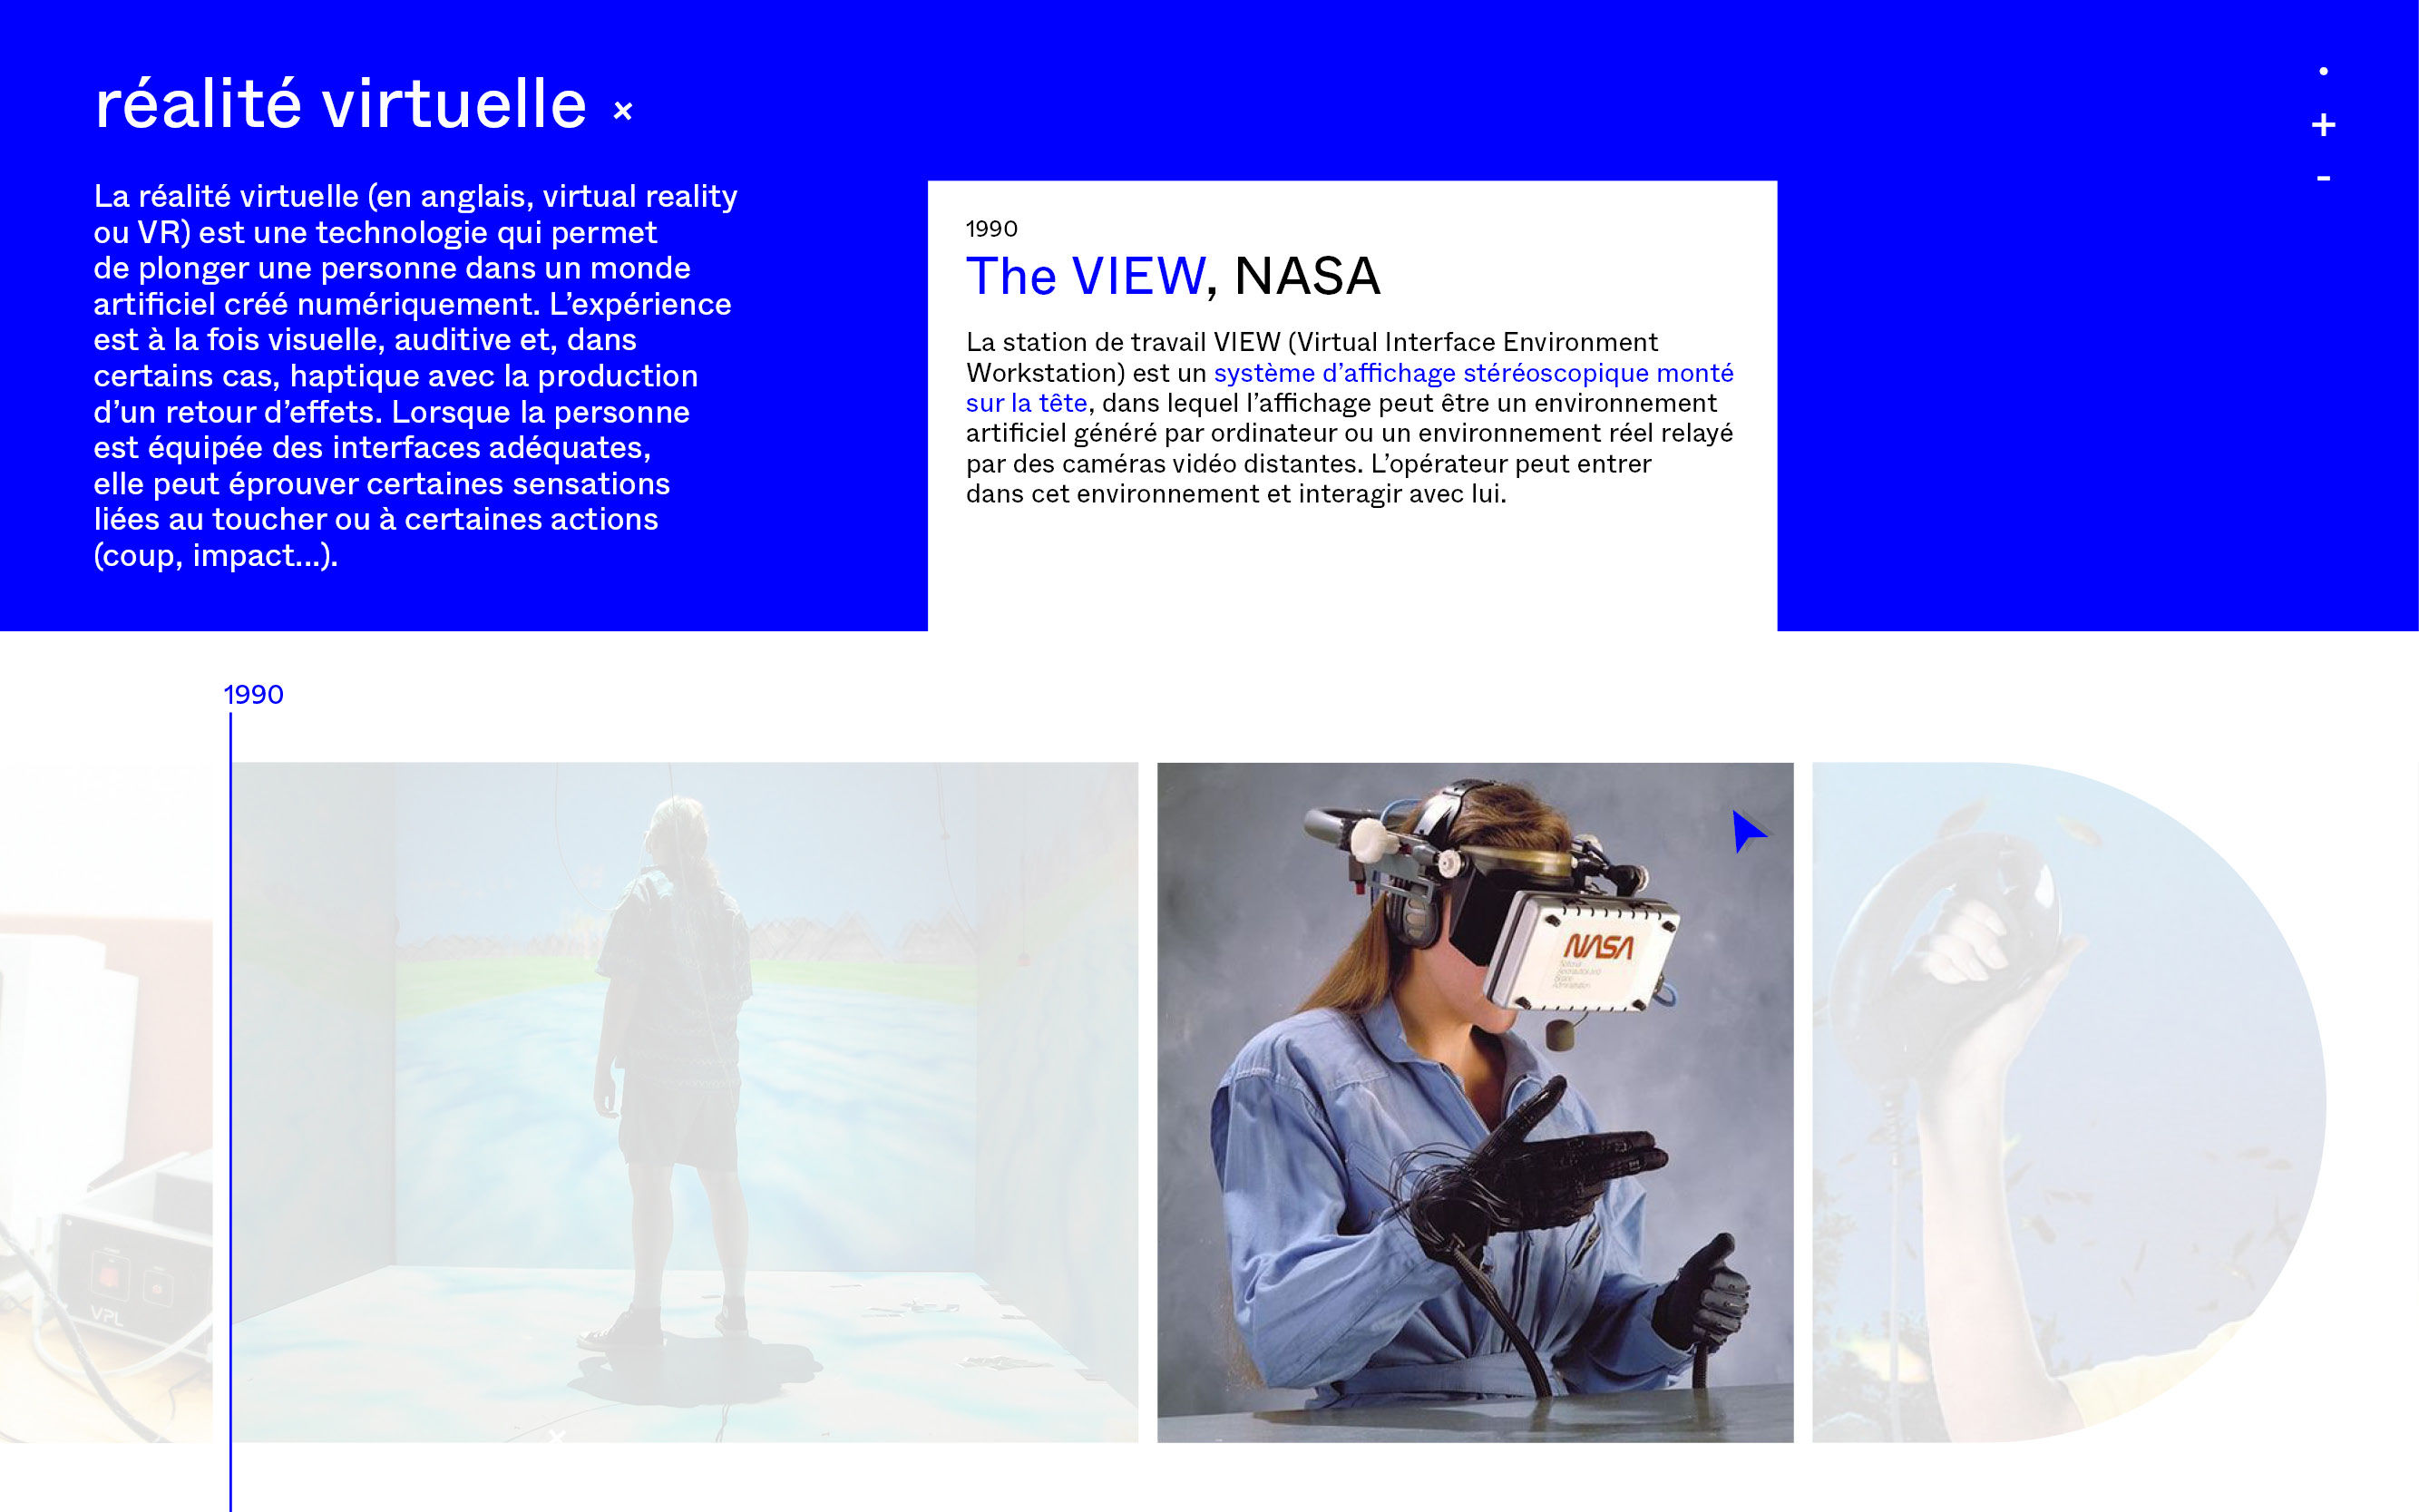 réalité virtuelle ×
La réalité virtuelle (en anglais, virtual reality
ou VR) est une technologie qui permet
de plonger une personne dans un monde
artificiel créé numériquement. L’expérience
est à la fois visuelle, auditive et, dans
certains cas, haptique avec la production
d’un retour d’effets. Lorsque la personne
est équipée des interfaces adéquates,
elle peut éprouver certaines sensations
liées au toucher ou à certaines actions
(coup, impact...).
+
-
1990
The VIEW, NASA
La station de travail VIEW (Virtual Interface Environment
Workstation) est un système d’affichage stéréoscopique monté
sur la tête, dans lequel l’affichage peut être un environnement
artificiel généré par ordinateur ou un environnement réel relayé
par des caméras vidéo distantes. L’opérateur peut entrer
dans cet environnement et interagir avec lui.
1990
NASA
National
Aeronautics and
Space
Administration
VPL